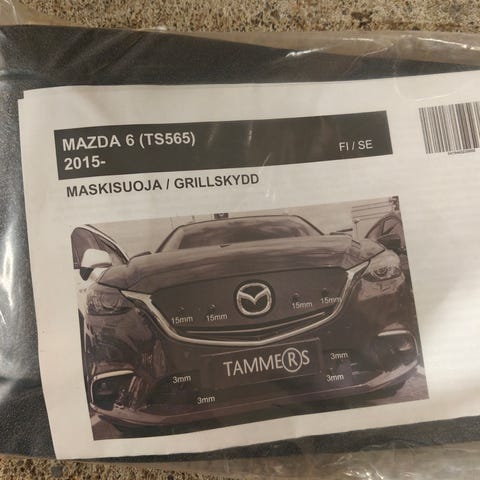 MAZDA 6 (TS565)
2015-
FI / SE
MASKISUOJA / GRILLSKYDD
15mm 15mm 15mm 15mm
TAMMERS
3mm 3mm
3mm 3mm